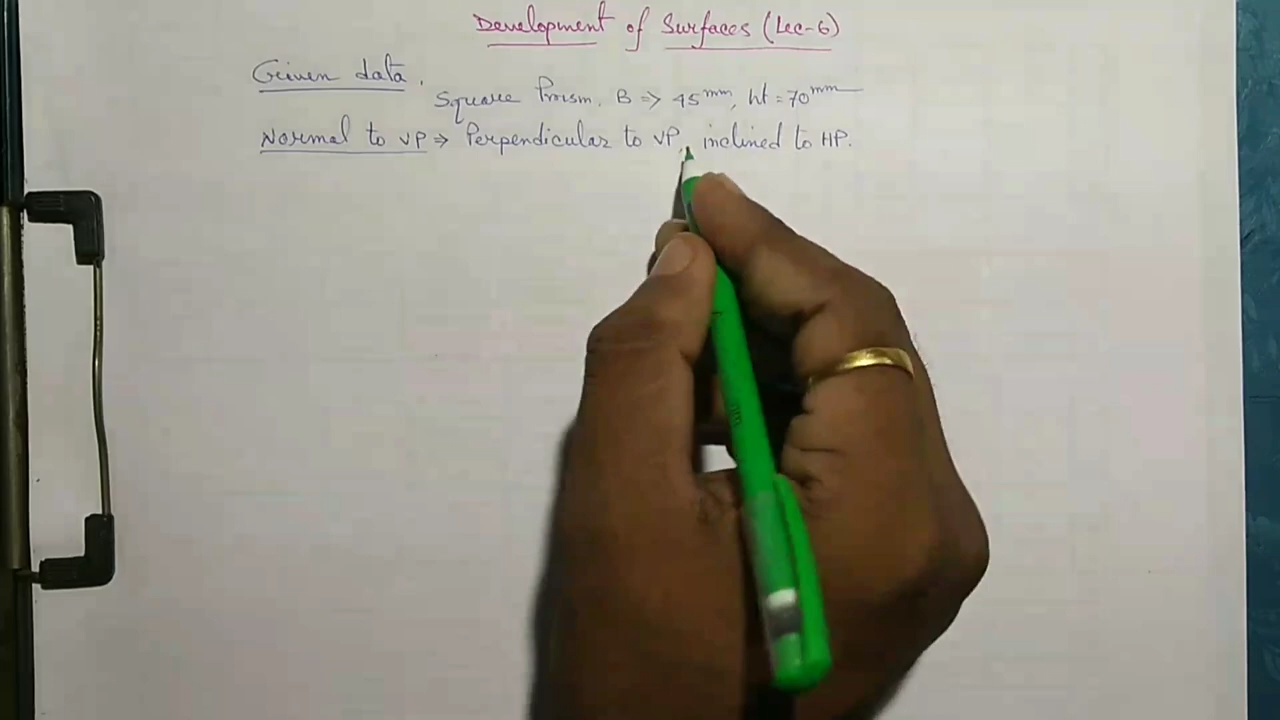 Development of Surfaces (Lec-6)
Given data.
Square Prism. B => 45mm, ht = 70mm
Normal to VP => Perpendicular to VP, inclined to HP.